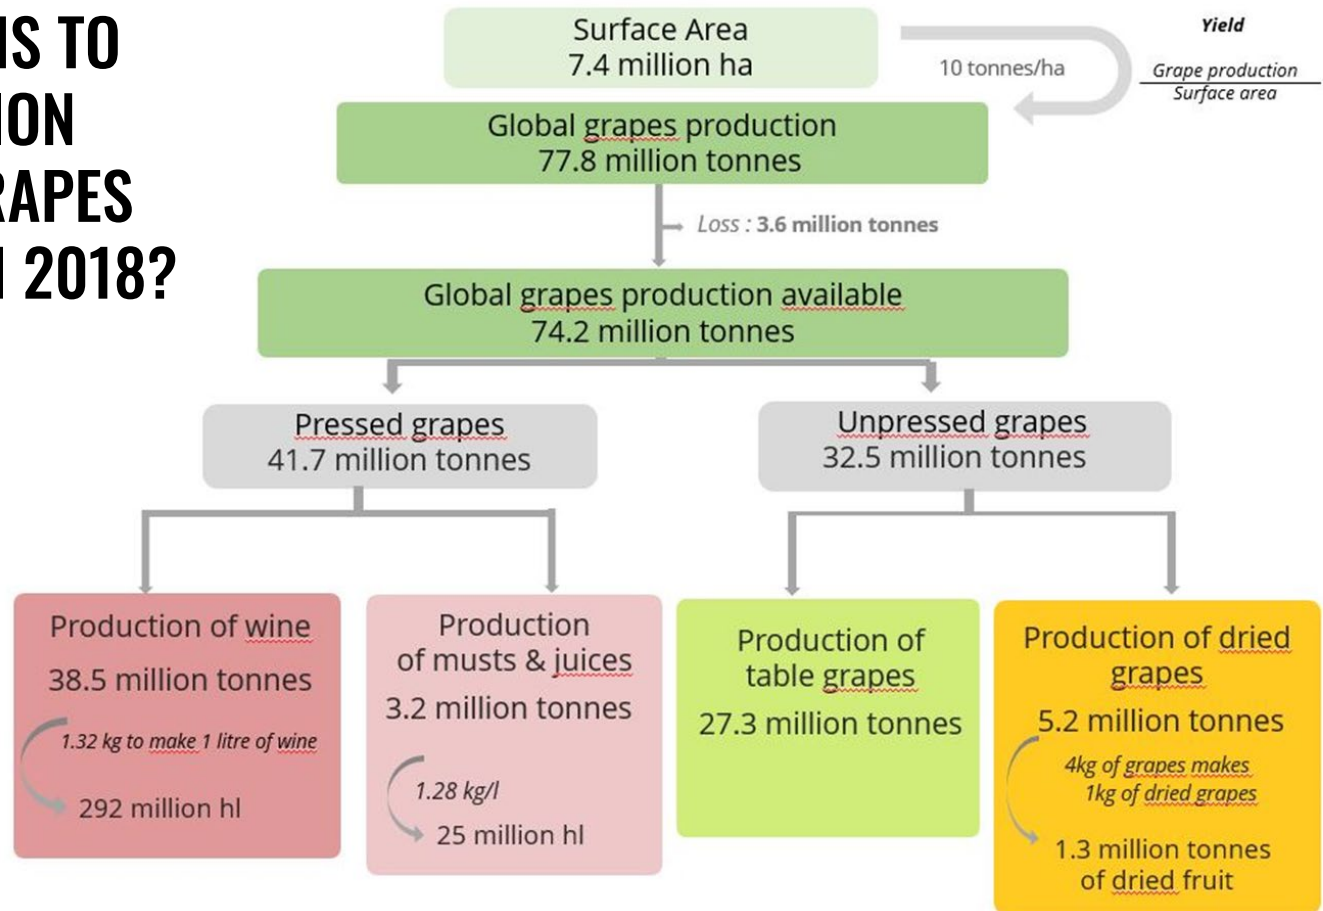 TO
2018?
Surface Area
7.4 million ha
10 tonnes/ha
Yield
Grape production
Surface area
Global grapes production
77.8 million tonnes
Loss : 3.6 million tonnes
Global grapes production available
74.2 million tonnes
Pressed grapes
41.7 million tonnes
Unpressed grapes
32.5 million tonnes
Production of wine
38.5 million tonnes
1.32 kg to make 1 litre of wine
292 million hl
Production
of musts & juices
3.2 million tonnes
1.28 kg/l
25 million hl
Production of
table grapes
27.3 million tonnes
Production of dried
grapes
5.2 million tonnes
4kg of grapes makes
1kg of dried grapes
1.3 million tonnes
of dried fruit